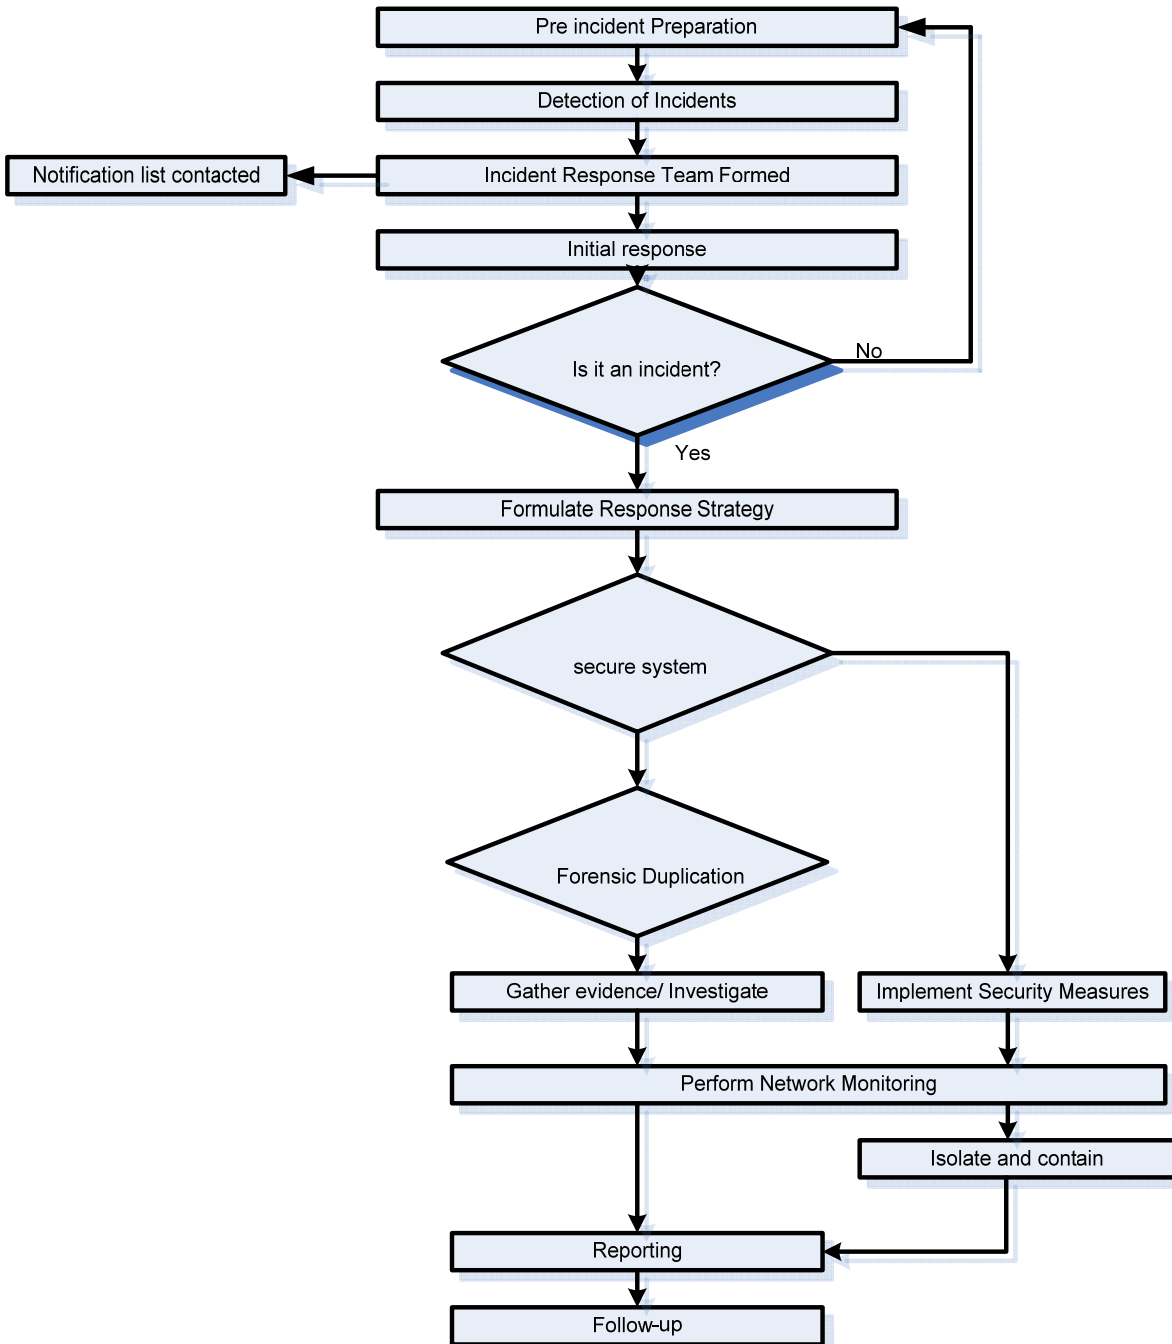 Pre incident Preparation
Detection of Incidents
Notification list contacted
Incident Response Team Formed
Initial response
Is it an incident?
No
Yes
Formulate Response Strategy
secure system
Forensic Duplication
Gather evidence/ Investigate
Implement Security Measures
Perform Network Monitoring
Isolate and contain
Reporting
Follow-up